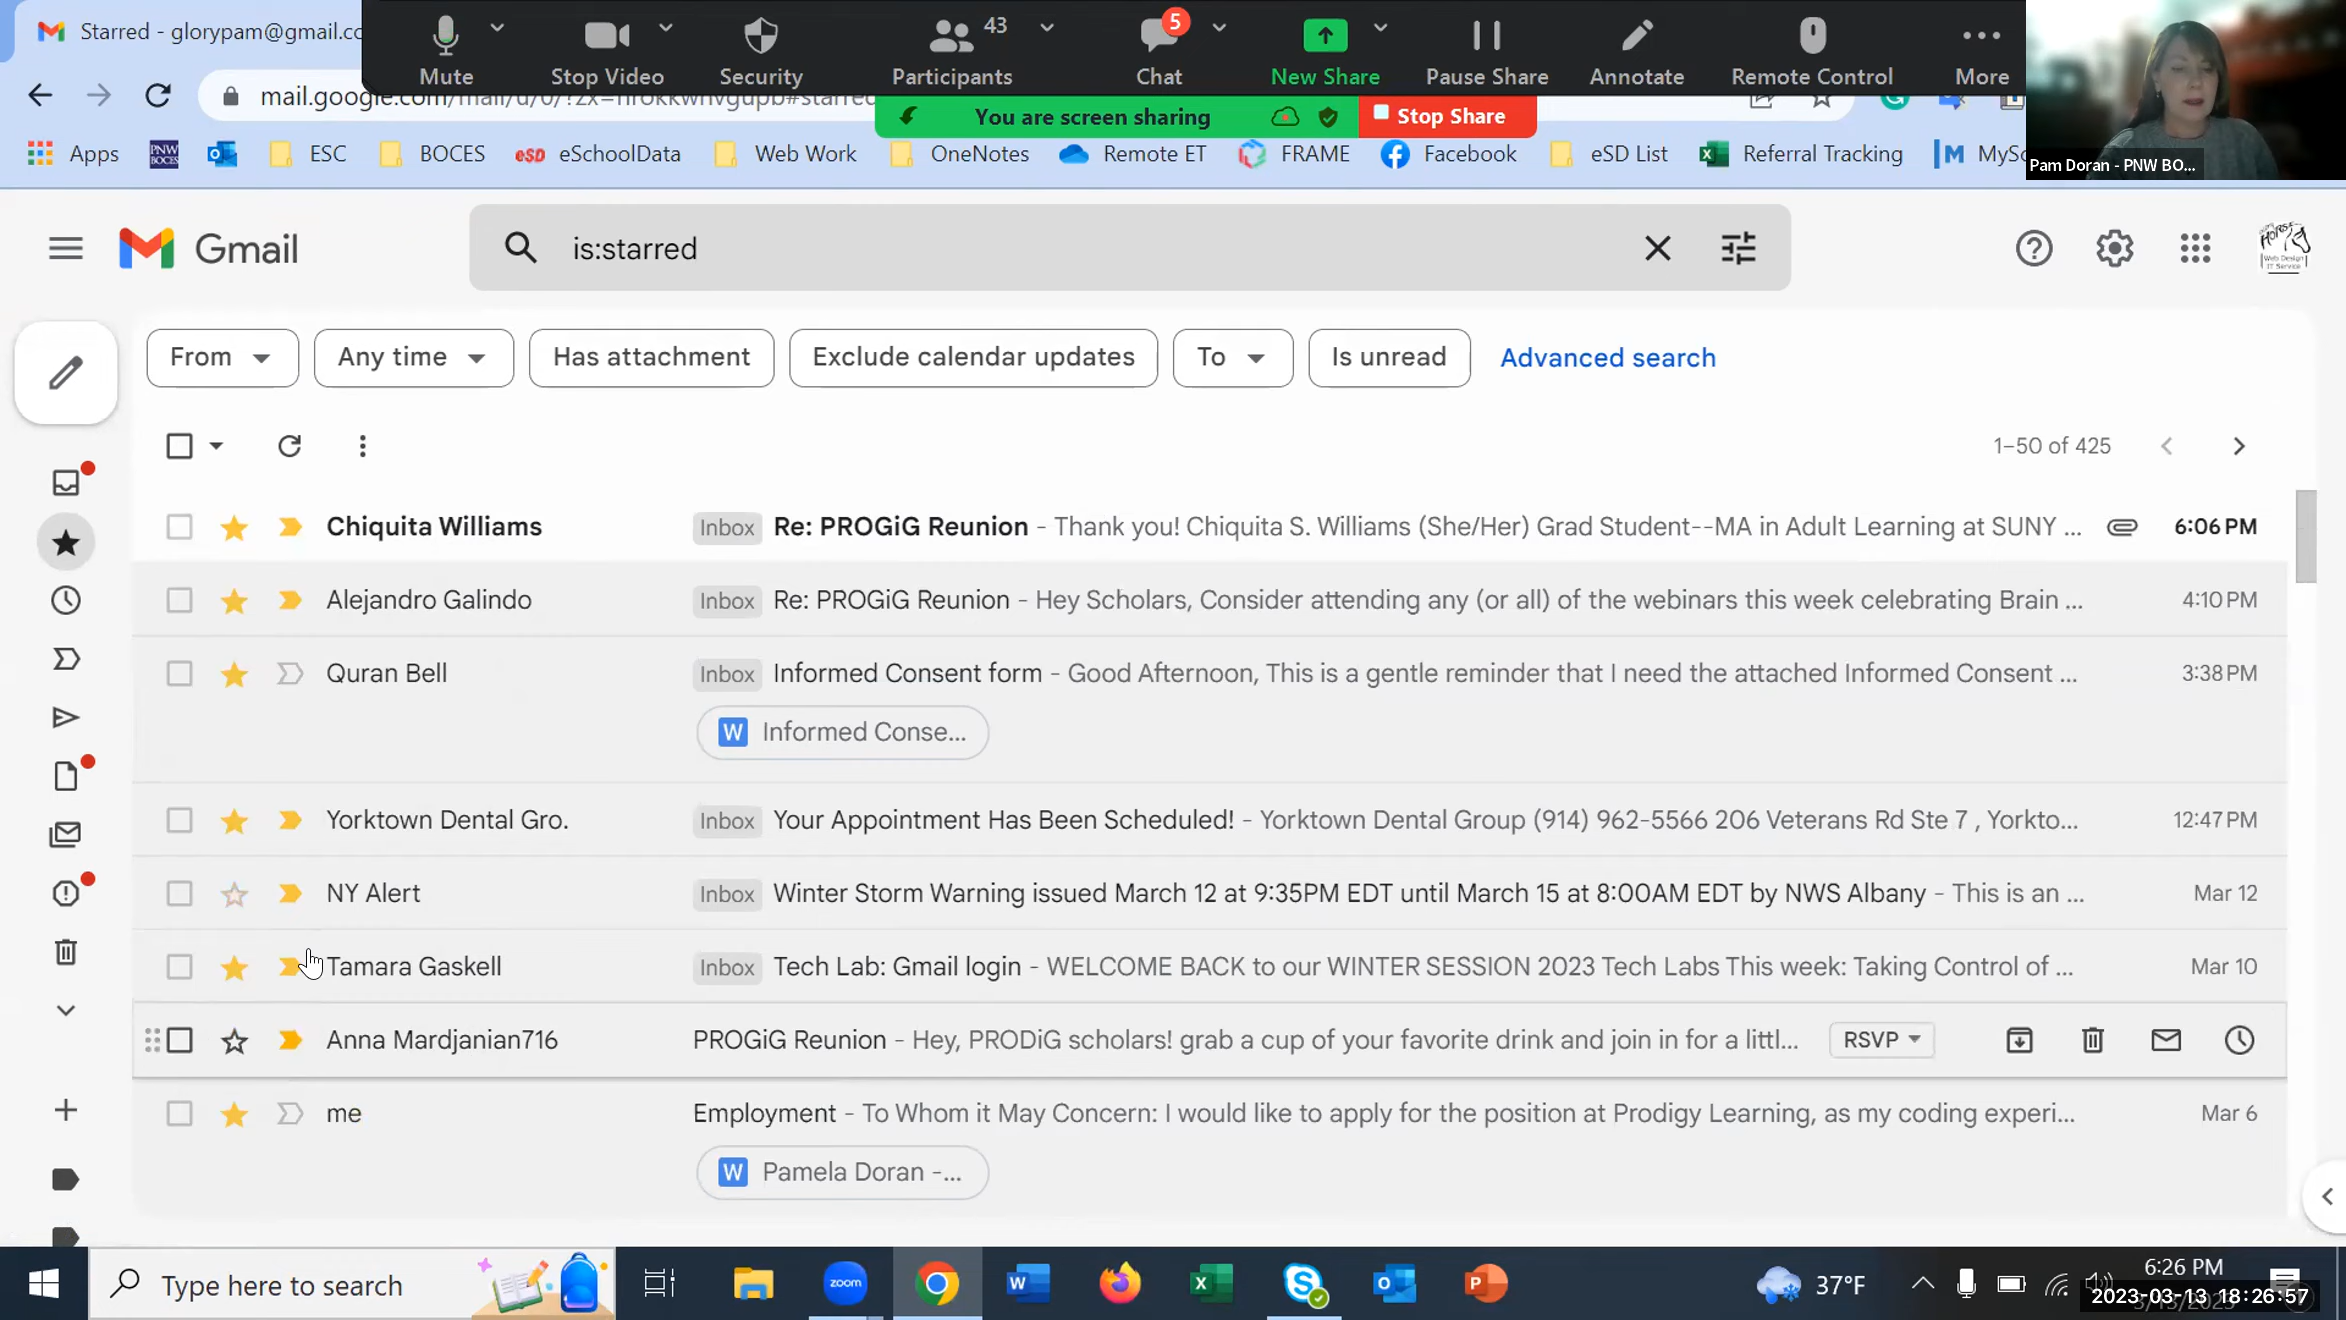 Starred - glorypam@gmail.co
Mute
Stop Video
Security
43
Participants
5
Chat
New Share
Pause Share
Annotate
Remote Control
More
You are screen sharing
Stop Share
Pam Doran - PNW BO...
Apps
PNW BOCES
ESC
BOCES
eSD eSchoolData
Web Work
OneNotes
Remote ET
FRAME
Facebook
eSD List
Referral Tracking
Gmail
is:starred
From
Any time
Has attachment
Exclude calendar updates
To
Is unread
Advanced search
1–50 of 425
Chiquita Williams Inbox Re: PROGiG Reunion - Thank you! Chiquita S. Williams (She/Her) Grad Student--MA in Adult Learning at SUNY ... 6:06 PM
Alejandro Galindo Inbox Re: PROGiG Reunion - Hey Scholars, Consider attending any (or all) of the webinars this week celebrating Brain ... 4:10 PM
Quran Bell Inbox Informed Consent form - Good Afternoon, This is a gentle reminder that I need the attached Informed Consent ... 3:38 PM
W Informed Conse...
Yorktown Dental Gro. Inbox Your Appointment Has Been Scheduled! - Yorktown Dental Group (914) 962-5566 206 Veterans Rd Ste 7 , Yorkto... 12:47 PM
NY Alert Inbox Winter Storm Warning issued March 12 at 9:35PM EDT until March 15 at 8:00AM EDT by NWS Albany - This is an ... Mar 12
Tamara Gaskell Inbox Tech Lab: Gmail login - WELCOME BACK to our WINTER SESSION 2023 Tech Labs This week: Taking Control of ... Mar 10
Anna Mardjanian716 PROGiG Reunion - Hey, PRODiG scholars! grab a cup of your favorite drink and join in for a littl... RSVP
me Employment - To Whom it May Concern: I would like to apply for the position at Prodigy Learning, as my coding experi... Mar 6
W Pamela Doran -...
Type here to search
zoom
37°F
6:26 PM
2023-03-13 18:26:57